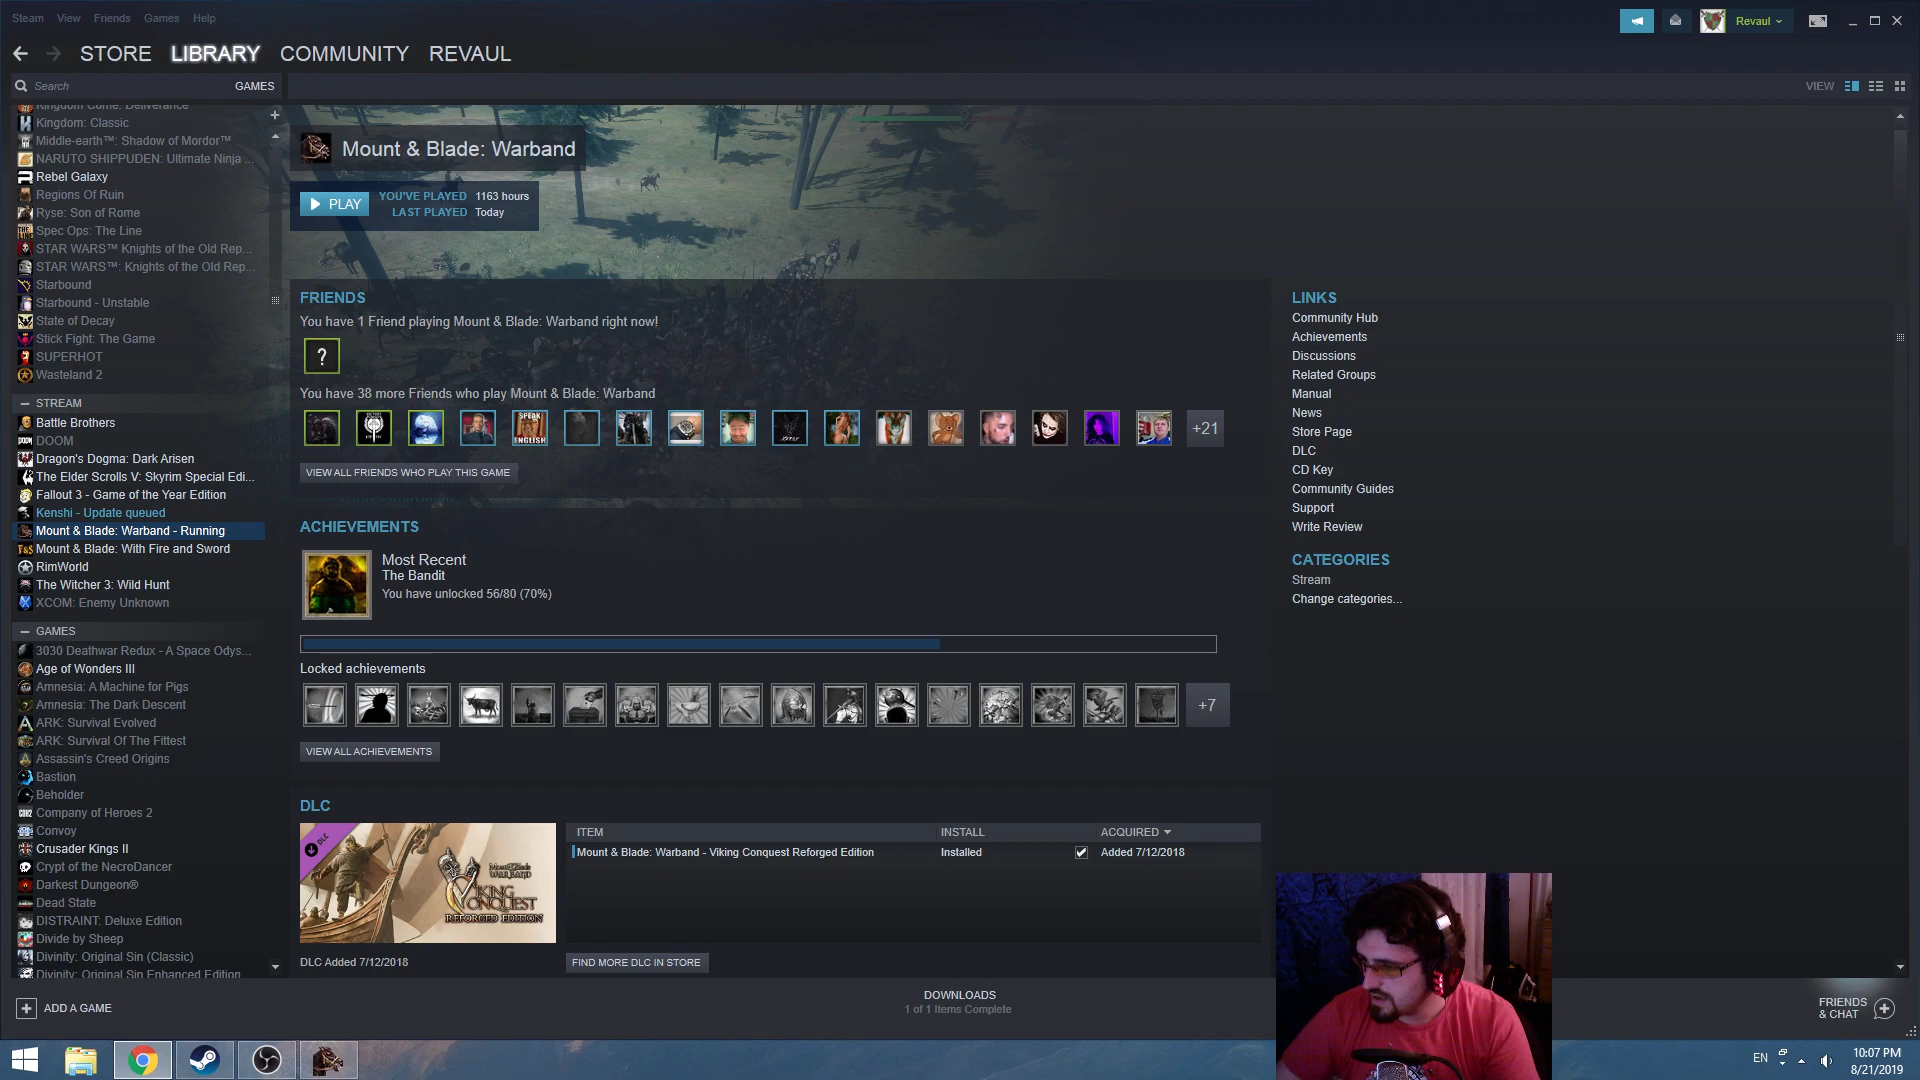 Steam View Friends Games Help
Revaul
STORE LIBRARY COMMUNITY REVAUL
Search GAMES
VIEW
Kingdom Come: Deliverance
Kingdom: Classic
Middle-earth™: Shadow of Mordor™
NARUTO SHIPPUDEN: Ultimate Ninja ...
Rebel Galaxy
Regions Of Ruin
Ryse: Son of Rome
Spec Ops: The Line
STAR WARS™ Knights of the Old Rep...
STAR WARS™: Knights of the Old Rep...
Starbound
Starbound - Unstable
State of Decay
Stick Fight: The Game
SUPERHOT
Wasteland 2
STREAM
Battle Brothers
DOOM
Dragon's Dogma: Dark Arisen
The Elder Scrolls V: Skyrim Special Edi...
Fallout 3 - Game of the Year Edition
Kenshi - Update queued
Mount & Blade: Warband - Running
Mount & Blade: With Fire and Sword
RimWorld
The Witcher 3: Wild Hunt
XCOM: Enemy Unknown
GAMES
3030 Deathwar Redux - A Space Odys...
Age of Wonders III
Amnesia: A Machine for Pigs
Amnesia: The Dark Descent
ARK: Survival Evolved
ARK: Survival Of The Fittest
Assassin's Creed Origins
Bastion
Beholder
Company of Heroes 2
Convoy
Crusader Kings II
Crypt of the NecroDancer
Darkest Dungeon®
Dead State
DISTRAINT: Deluxe Edition
Divide by Sheep
Divinity: Original Sin (Classic)
Divinity: Original Sin Enhanced Edition
Mount & Blade: Warband
PLAY
YOU'VE PLAYED 1163 hours
LAST PLAYED Today
FRIENDS
You have 1 Friend playing Mount & Blade: Warband right now!
?
You have 38 more Friends who play Mount & Blade: Warband
SPEAK
ENGLISH
+21
VIEW ALL FRIENDS WHO PLAY THIS GAME
ACHIEVEMENTS
Most Recent
The Bandit
You have unlocked 56/80 (70%)
Locked achievements
+7
VIEW ALL ACHIEVEMENTS
DLC
DLC
Mount&Blade
WARBAND
VIKING
CONQUEST
REFORGED EDITION
DLC Added 7/12/2018
ITEM INSTALL ACQUIRED
Mount & Blade: Warband - Viking Conquest Reforged Edition Installed Added 7/12/2018
FIND MORE DLC IN STORE
LINKS
Community Hub
Achievements
Discussions
Related Groups
Manual
News
Store Page
DLC
CD Key
Community Guides
Support
Write Review
CATEGORIES
Stream
Change categories...
ADD A GAME
DOWNLOADS
1 of 1 Items Complete
FRIENDS
& CHAT
EN
10:07 PM
8/21/2019